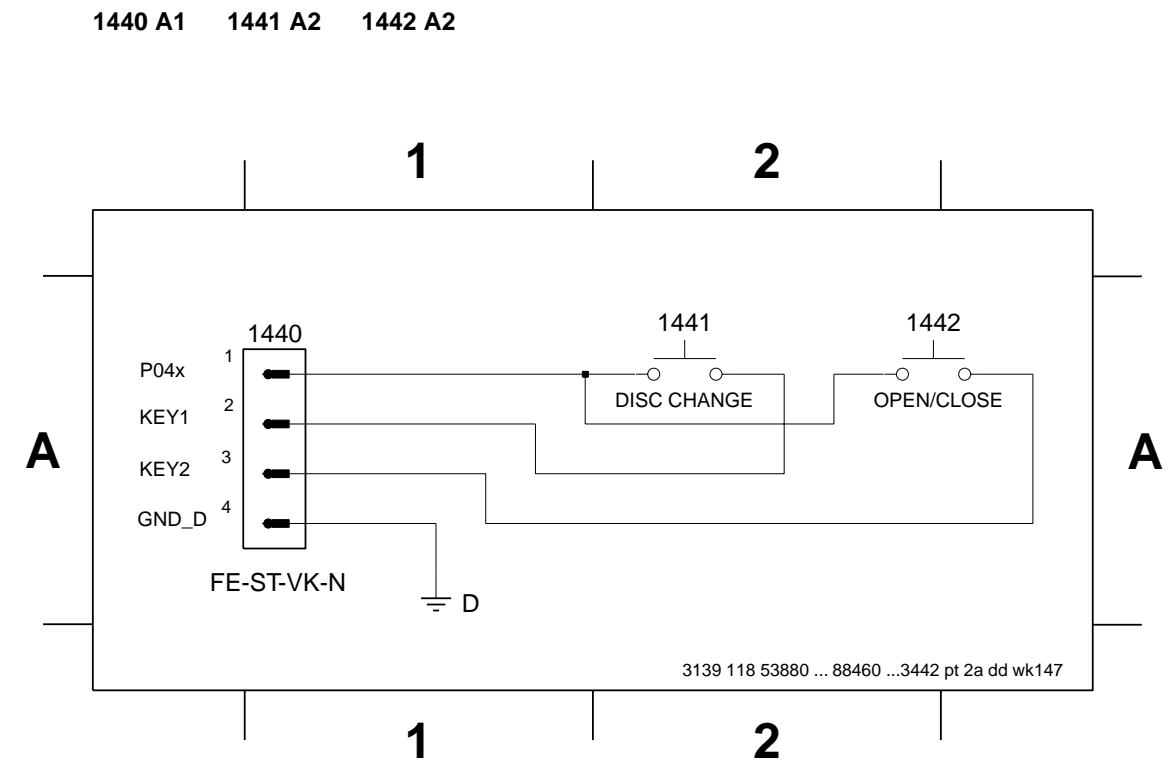 1440 A1 1441 A2 1442 A2
1 2
1440 1441 1442
P04x 1
DISC CHANGE OPEN/CLOSE
KEY1 2
A A
KEY2 3
GND_D 4
FE-ST-VK-N
D
3139 118 53880 ... 88460 ...3442 pt 2a dd wk147
1 2